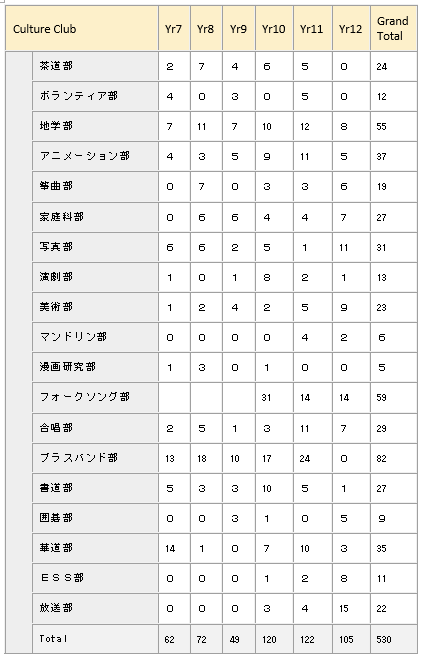 Culture Club Yr7 Yr8 Yr9 Yr10 Yr11 Yr12 Grand Total
茶道部 2 7 4 6 5 0 24
ボランティア部 4 0 3 0 5 0 12
地学部 7 11 7 10 12 8 55
アニメーション部 4 3 5 9 11 5 37
箏曲部 0 7 0 3 3 6 19
家庭科部 0 6 6 4 4 7 27
写真部 6 6 2 5 1 11 31
演劇部 1 0 1 8 2 1 13
美術部 1 2 4 2 5 9 23
マンドリン部 0 0 0 0 4 2 6
漫画研究部 1 3 0 1 0 0 5
フォークソング部 31 14 14 59
合唱部 2 5 1 3 11 7 29
ブラスバンド部 13 18 10 17 24 0 82
書道部 5 3 3 10 5 1 27
囲碁部 0 0 3 1 0 5 9
華道部 14 1 0 7 10 3 35
ＥＳＳ部 0 0 0 1 2 8 11
放送部 0 0 0 3 4 15 22
Total 62 72 49 120 122 105 530